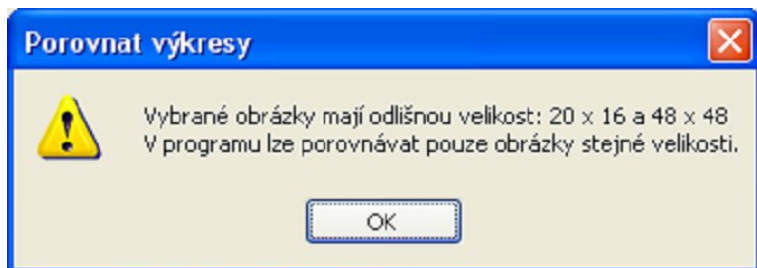 Porovnat výkresy
Vybrané obrázky mají odlišnou velikost: 20 x 16 a 48 x 48
V programu lze porovnávat pouze obrázky stejné velikosti.
OK